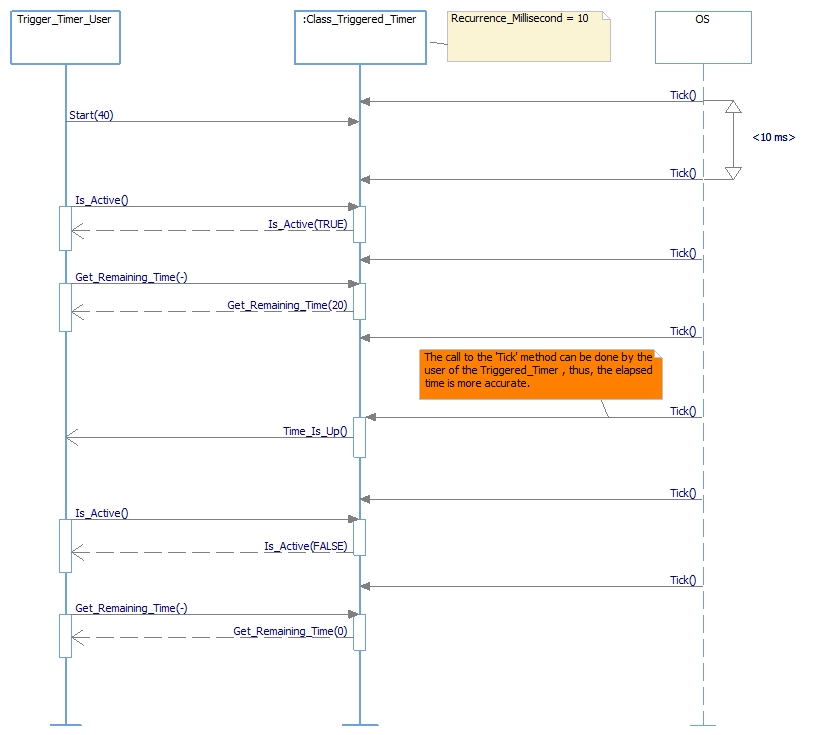 Trigger_Timer_User
:Class_Triggered_Timer
Recurrence_Millisecond = 10
OS
Tick()
Start(40)
<10 ms>
Tick()
Is_Active()
Is_Active(TRUE)
Tick()
Get_Remaining_Time(-)
Get_Remaining_Time(20)
Tick()
The call to the 'Tick' method can be done by the
user of the Triggered_Timer , thus, the elapsed
time is more accurate.
Tick()
Time_Is_Up()
Tick()
Is_Active()
Is_Active(FALSE)
Tick()
Get_Remaining_Time(-)
Get_Remaining_Time(0)